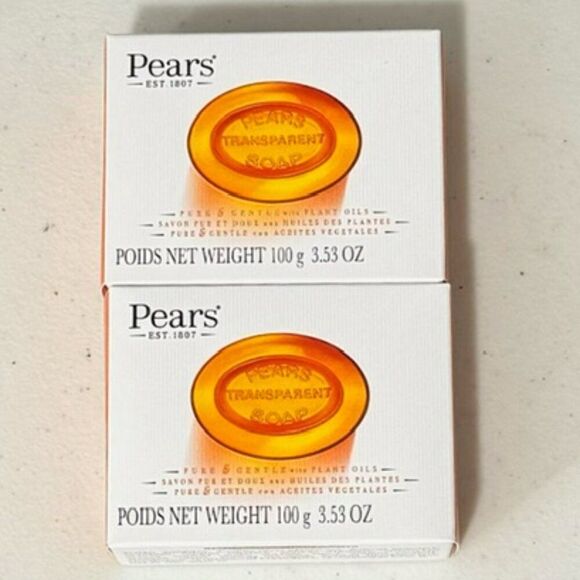 Pears®
EST. 1807
PEARS
TRANSPARENT
SOAP
PURE & GENTLE with PLANT OILS
SAVON PUR ET DOUX aux HUILES DES PLANTES
PURE & GENTLE con ACEITES VEGETALES
POIDS NET WEIGHT 100 g 3.53 OZ
Pears®
EST. 1807
PEARS
TRANSPARENT
SOAP
PURE & GENTLE with PLANT OILS
SAVON PUR ET DOUX aux HUILES DES PLANTES
PURE & GENTLE con ACEITES VEGETALES
POIDS NET WEIGHT 100 g 3.53 OZ